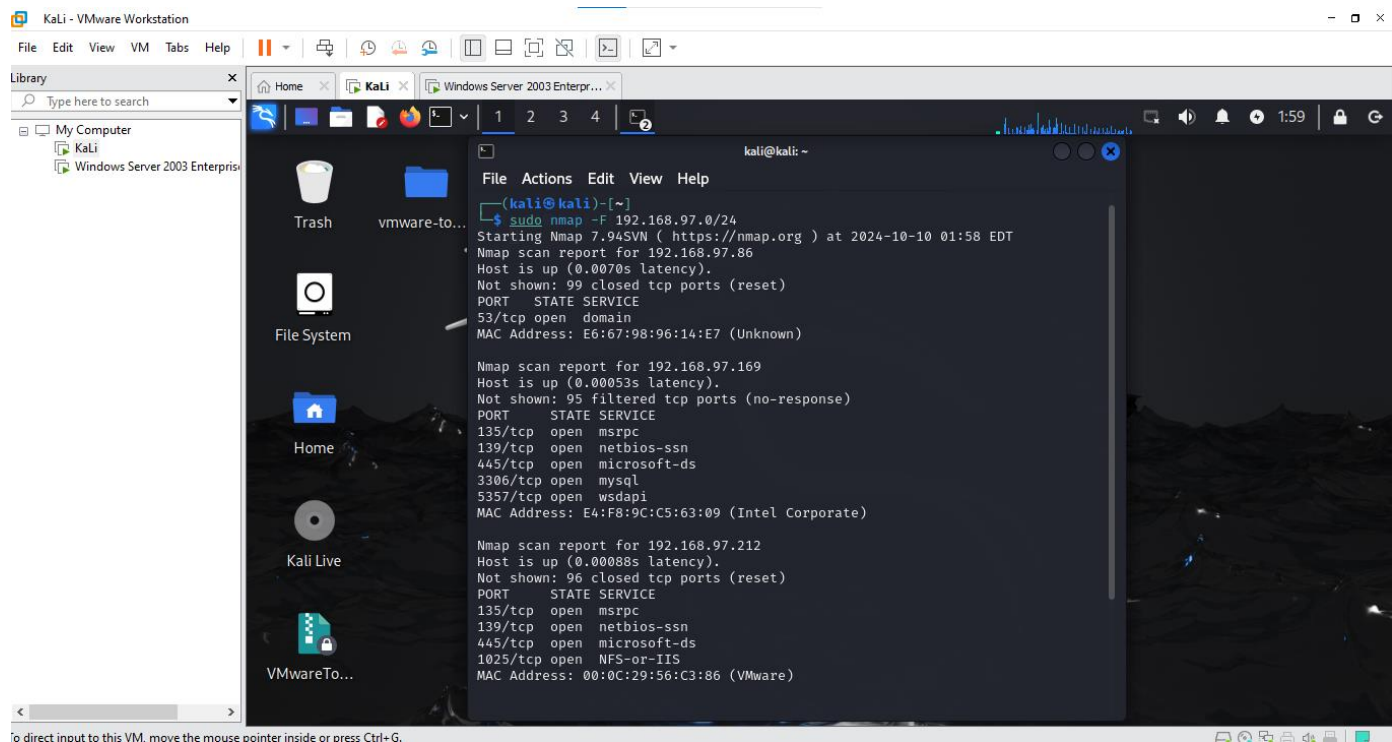 KaLi - VMware Workstation
File Edit View VM Tabs Help
Library
Type here to search
My Computer
KaLi
Windows Server 2003 Enterpris
Home KaLi Windows Server 2003 Enterpr...
1 2 3 4 2 1:59
Trash
vmware-to...
File System
Home
Kali Live
VMwareTo...
kali@kali: ~
File Actions Edit View Help
(kali㉿kali)-[~]
$ sudo nmap -F 192.168.97.0/24
Starting Nmap 7.94SVN ( https://nmap.org ) at 2024-10-10 01:58 EDT
Nmap scan report for 192.168.97.86
Host is up (0.0070s latency).
Not shown: 99 closed tcp ports (reset)
PORT STATE SERVICE
53/tcp open domain
MAC Address: E6:67:98:96:14:E7 (Unknown)
Nmap scan report for 192.168.97.169
Host is up (0.00053s latency).
Not shown: 95 filtered tcp ports (no-response)
PORT STATE SERVICE
135/tcp open msrpc
139/tcp open netbios-ssn
445/tcp open microsoft-ds
3306/tcp open mysql
5357/tcp open wsdapi
MAC Address: E4:F8:9C:C5:63:09 (Intel Corporate)
Nmap scan report for 192.168.97.212
Host is up (0.00088s latency).
Not shown: 96 closed tcp ports (reset)
PORT STATE SERVICE
135/tcp open msrpc
139/tcp open netbios-ssn
445/tcp open microsoft-ds
1025/tcp open NFS-or-IIS
MAC Address: 00:0C:29:56:C3:86 (VMware)
To direct input to this VM, move the mouse pointer inside or press Ctrl+G.